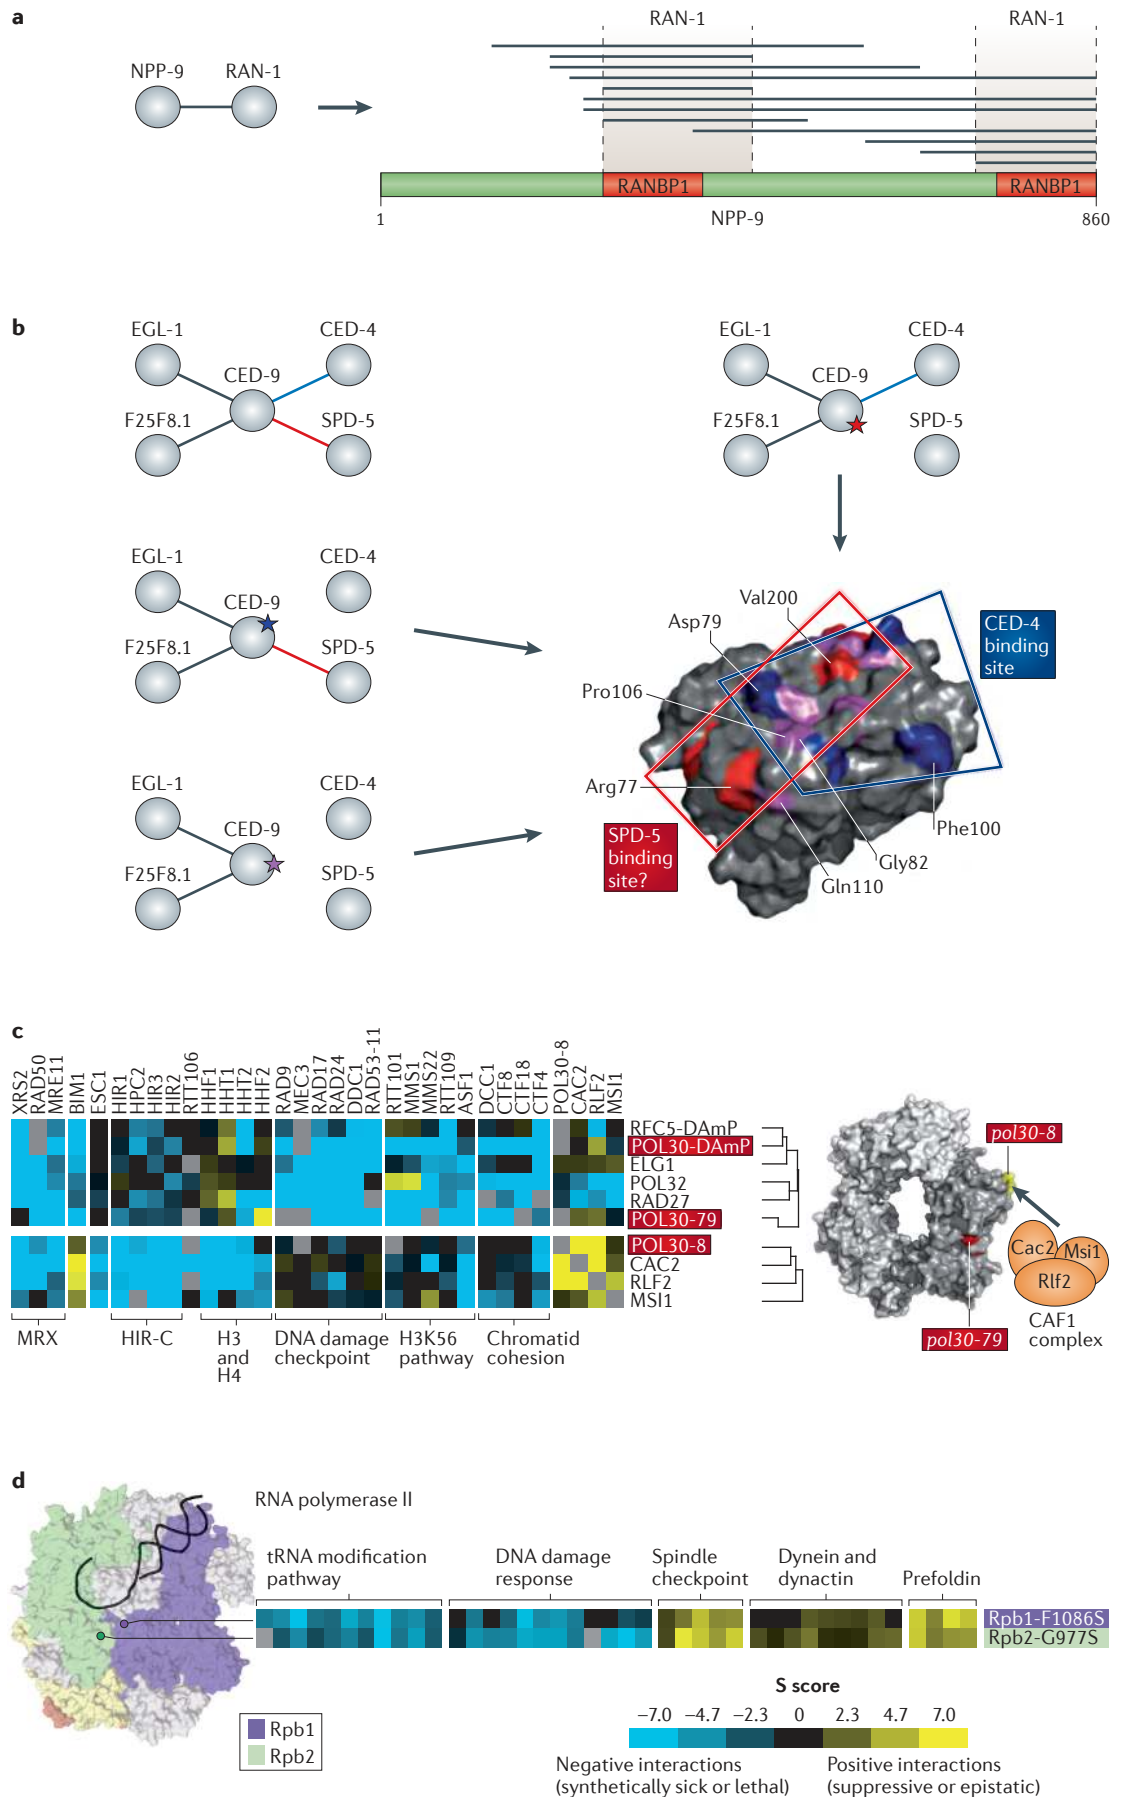 a
RAN-1 RAN-1
NPP-9 RAN-1
RANBP1 RANBP1
1 NPP-9 860
b
EGL-1 CED-4
CED-9
F25F8.1 SPD-5
EGL-1 CED-4
CED-9
F25F8.1 SPD-5
EGL-1 CED-4
CED-9
F25F8.1 SPD-5
EGL-1 CED-4
CED-9
F25F8.1 SPD-5
Val200
Asp79
Pro106
Arg77
CED-4
binding
site
SPD-5
binding
site?
Phe100
Gly82
Gln110
c
XRS2
RAD50
MRE11
BIM1
ESC1
HIR1
HPC2
HIR3
HIR2
RTT106
HHF1
HHT1
HHT2
HHF2
RAD9
MEC3
RAD17
RAD24
DDC1
RAD53-11
RTT101
MMS1
MMS22
RTT109
ASF1
DCC1
CTF8
CTF18
CTF4
POL30-8
CAC2
RLF2
MSI1
RFC5-DAmP
POL30-DAmP
ELG1
POL32
RAD27
POL30-79
POL30-8
CAC2
RLF2
MSI1
MRX
HIR-C
H3
and
H4
DNA damage
checkpoint
H3K56
pathway
Chromatid
cohesion
pol30-8
Cac2 Msi1
Rlf2
CAF1
complex
pol30-79
d
RNA polymerase II
tRNA modification
pathway
DNA damage
response
Spindle
checkpoint
Dynein and
dynactin
Prefoldin
Rpb1-F1086S
Rpb2-G977S
Rpb1
Rpb2
S score
−7.0 −4.7 −2.3 0 2.3 4.7 7.0
Negative interactions
(synthetically sick or lethal)
Positive interactions
(suppressive or epistatic)